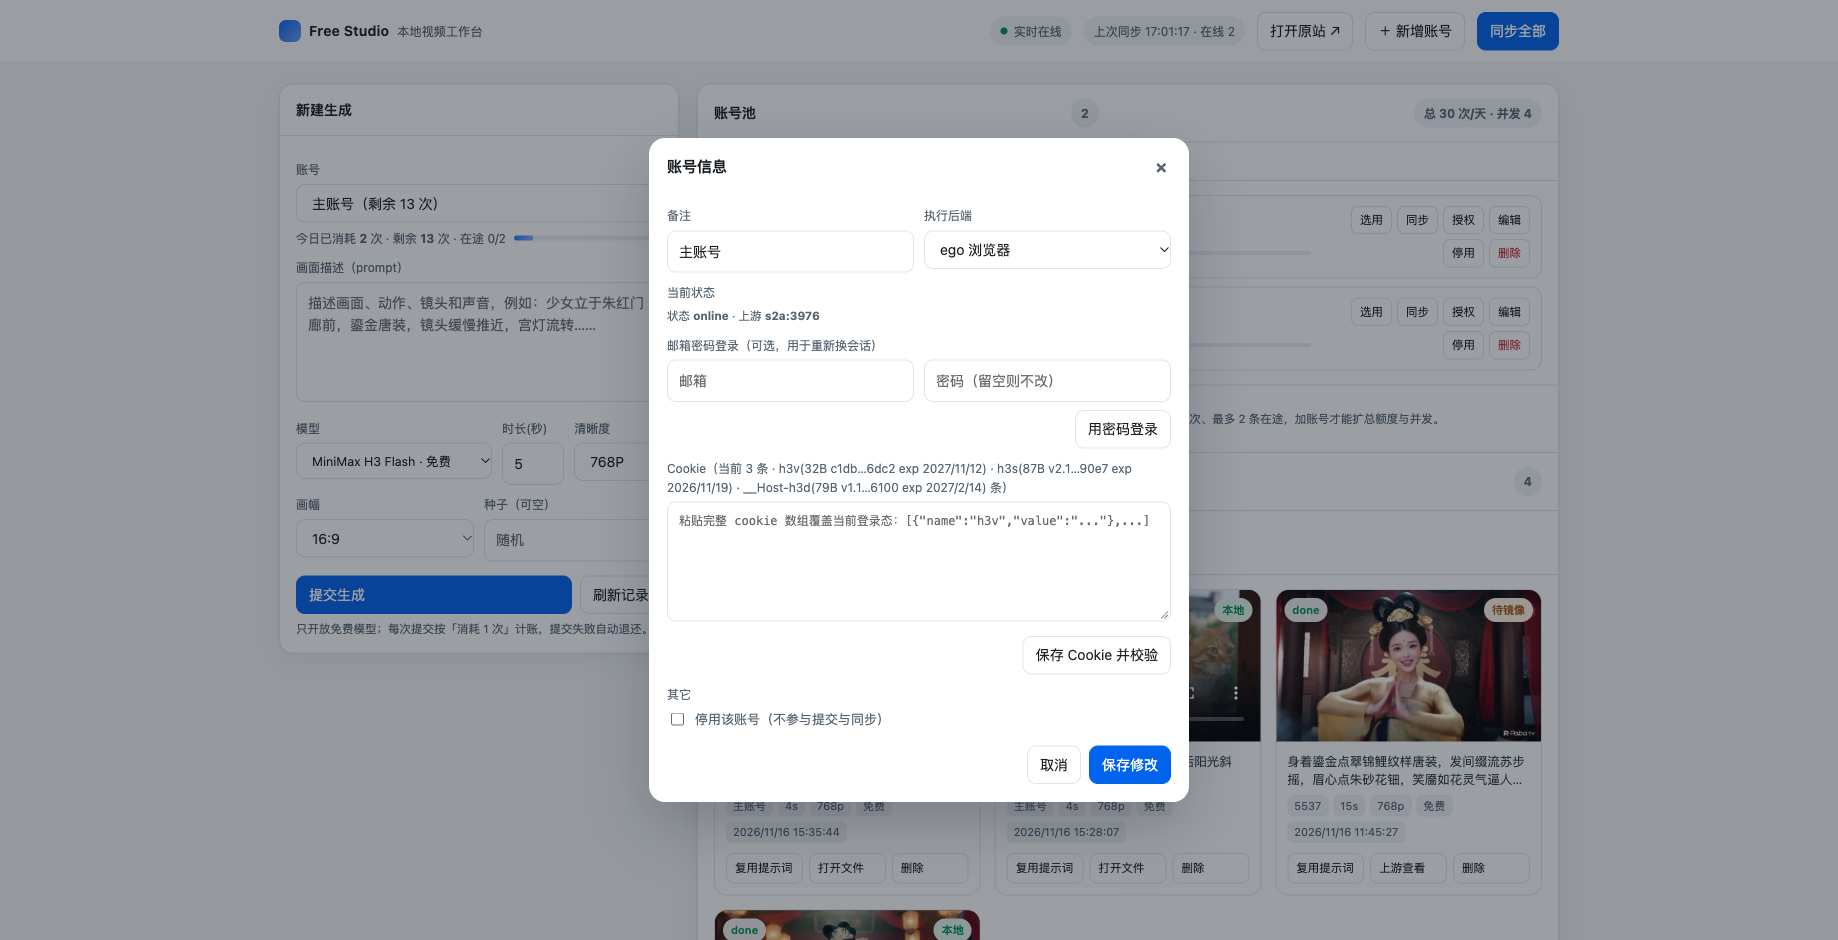 Free Studio 本地视频工作台
实时在线
上次同步 17:01:17 · 在线 2
打开原站 ↗
+ 新增账号
同步全部
新建生成
账号
主账号（剩余 13 次）
今日已消耗 2 次 · 剩余 13 次 · 在途 0/2
画面描述（prompt）
描述画面、动作、镜头和声音，例如：少女立于朱红门
廊前，鎏金唐装，镜头缓慢推近，宫灯流转……
模型
时长(秒)
清晰度
MiniMax H3 Flash · 免费
5
768P
画幅
种子（可空）
16:9
随机
提交生成
刷新记录
只开放免费模型；每次提交按「消耗 1 次」计账，提交失败自动退还。
账号池
2
总 30 次/天 · 并发 4
选用
同步
授权
编辑
停用
删除
选用
同步
授权
编辑
停用
删除
次、最多 2 条在途，加账号才能扩总额度与并发。
4
账号信息
×
备注
执行后端
主账号
ego 浏览器
当前状态
状态 online · 上游 s2a:3976
邮箱密码登录（可选，用于重新换会话）
邮箱
密码（留空则不改）
用密码登录
Cookie（当前 3 条 · h3v(32B c1db…6dc2 exp 2027/11/12) · h3s(87B v2.1…90e7 exp
2026/11/19) · __Host-h3d(79B v1.1…6100 exp 2027/2/14) 条）
粘贴完整 cookie 数组覆盖当前登录态：[{"name":"h3v","value":"..."},...]
保存 Cookie 并校验
其它
停用该账号（不参与提交与同步）
取消
保存修改
主账号
4s
768p
免费
2026/11/16 15:35:44
复用提示词
打开文件
删除
本地
后阳光斜
主账号
4s
768p
免费
2026/11/16 15:28:07
复用提示词
打开文件
删除
done
待镜像
PabaTV
身着鎏金点翠锦鲤纹样唐装，发间缀流苏步
摇，眉心点朱砂花钿，笑靥如花灵气逼人…
5537
15s
768p
免费
2026/11/16 11:45:27
复用提示词
上游查看
删除
done
本地